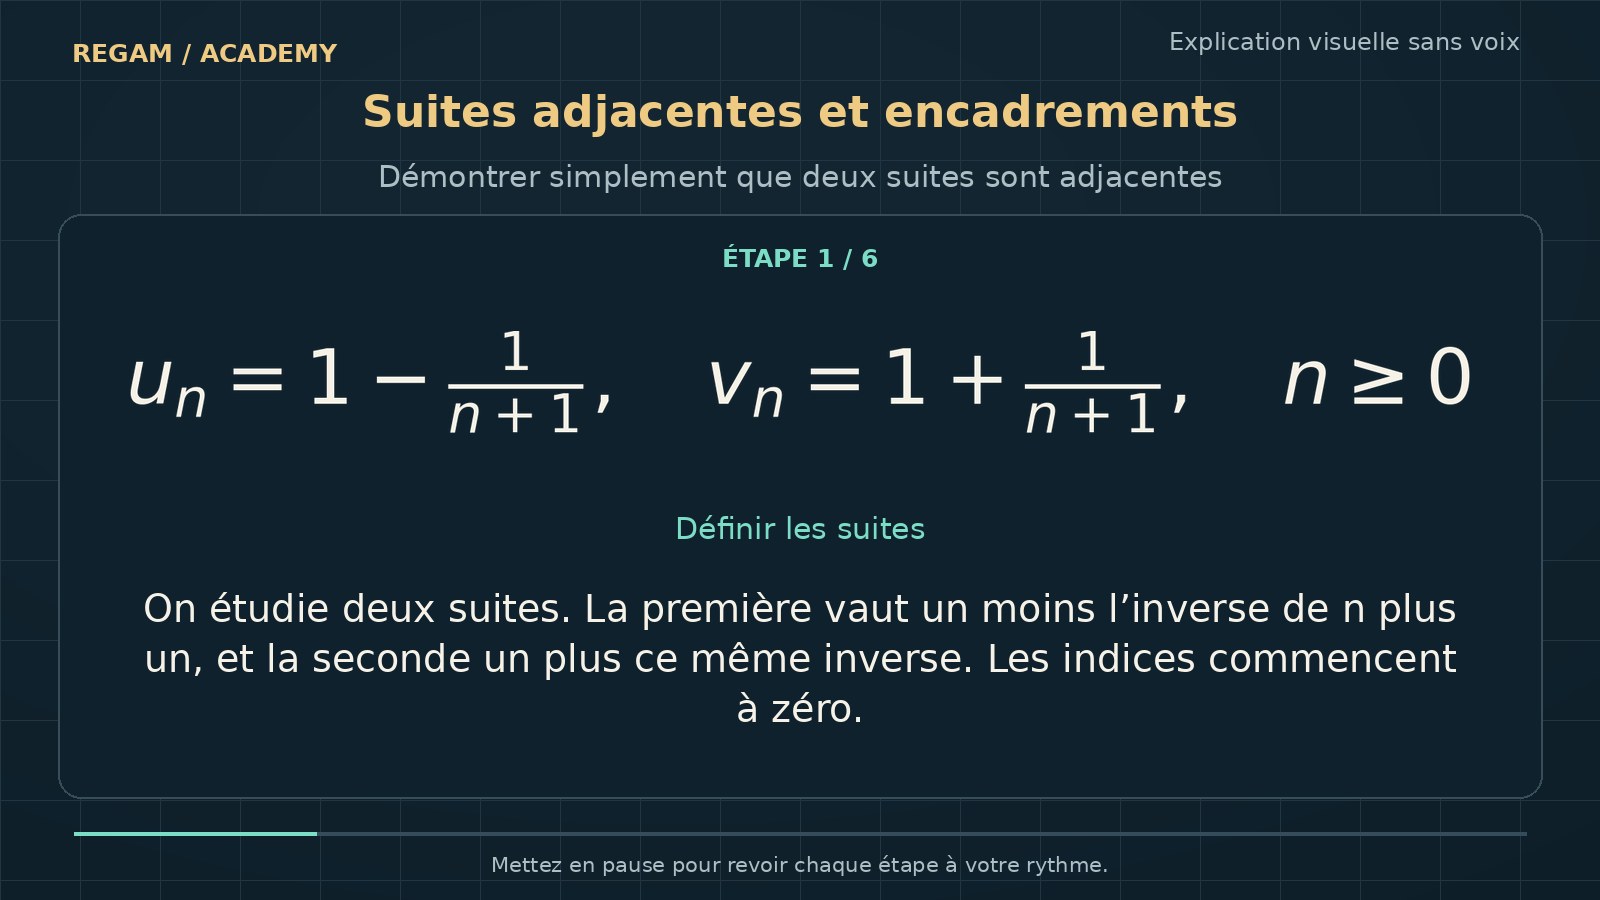 REGAM / ACADEMY
Explication visuelle sans voix
Suites adjacentes et encadrements
Démontrer simplement que deux suites sont adjacentes
ÉTAPE 1 / 6
uₙ = 1 − 1/(n + 1),   vₙ = 1 + 1/(n + 1),   n ≥ 0
Définir les suites
On étudie deux suites. La première vaut un moins l’inverse de n plus
un, et la seconde un plus ce même inverse. Les indices commencent
à zéro.
Mettez en pause pour revoir chaque étape à votre rythme.